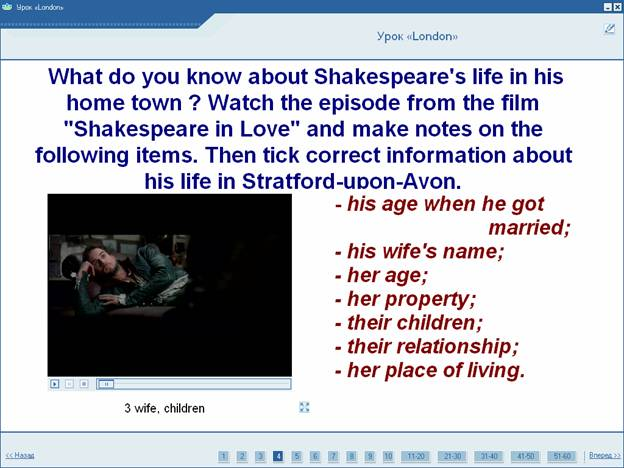 Урок «London»
Урок «London»
What do you know about Shakespeare's life in his
home town ? Watch the episode from the film
"Shakespeare in Love" and make notes on the
following items. Then tick correct information about
his life in Stratford-upon-Avon.
- his age when he got
married;
- his wife's name;
- her age;
- her property;
- their children;
- their relationship;
- her place of living.
3 wife, children
<< Назад 1 2 3 4 5 6 7 8 9 10 11-20 21-30 31-40 41-50 51-60 Вперед >>